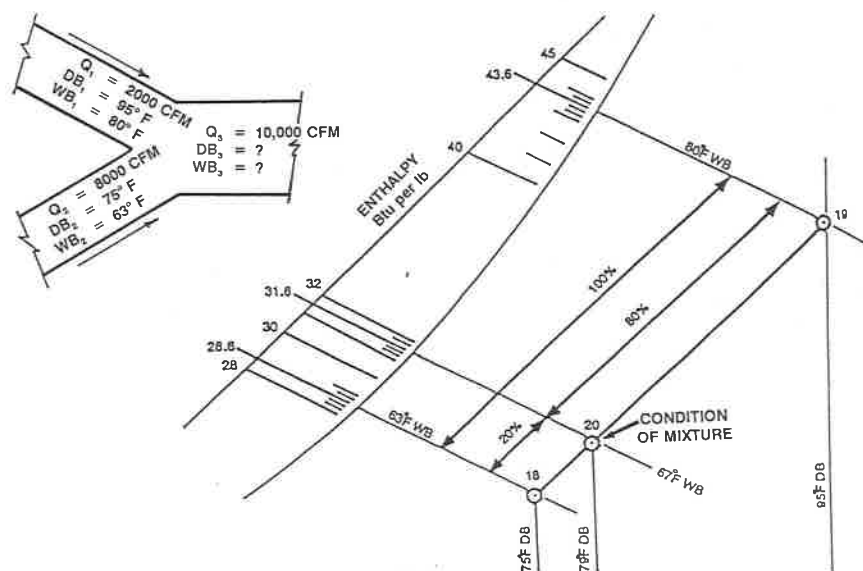 Q₁ = 2000 CFM
DB₁ = 95° F
WB₁ = 80° F
Q₂ = 8000 CFM
DB₂ = 75° F
WB₂ = 63° F
Q₃ = 10,000 CFM
DB₃ = ?
WB₃ = ?
ENTHALPY
Btu per lb
45
43.6
40
32
31.6
30
28.6
28
80°F WB
19
100%
80%
20%
63°F WB
18
20
CONDITION
OF MIXTURE
67°F WB
75°F DB
79°F DB
95°F DB